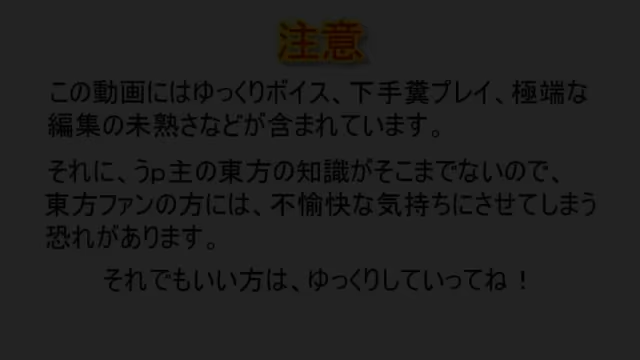 注意
この動画にはゆっくりボイス、下手糞プレイ、極端な
編集の未熟さなどが含まれています。
それに、うp主の東方の知識がそこまでないので、
東方ファンの方には、不愉快な気持ちにさせてしまう
恐れがあります。
それでもいい方は、ゆっくりしていってね！